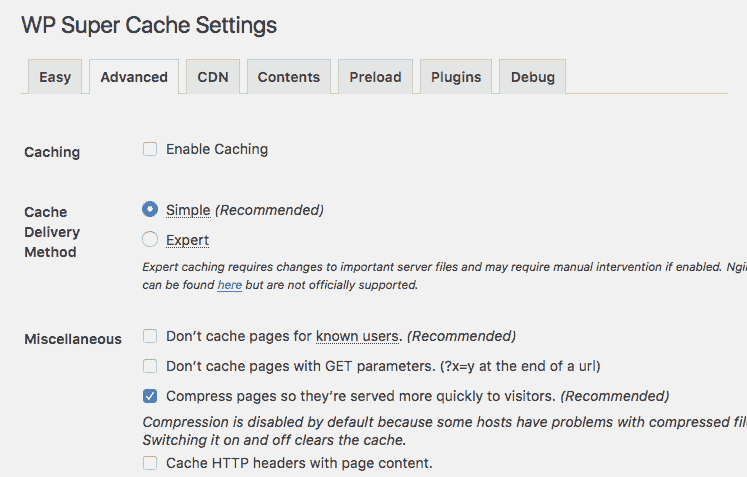 WP Super Cache Settings
Easy Advanced CDN Contents Preload Plugins Debug
Caching
Enable Caching
Cache
Delivery
Method
Simple (Recommended)
Expert
Expert caching requires changes to important server files and may require manual intervention if enabled.
can be found here but are not officially supported.
Miscellaneous
Don't cache pages for known users. (Recommended)
Don't cache pages with GET parameters. (?x=y at the end of a url)
Compress pages so they're served more quickly to visitors. (Recommended)
Compression is disabled by default because some hosts have problems with compressed
Switching it on and off clears the cache.
Cache HTTP headers with page content.